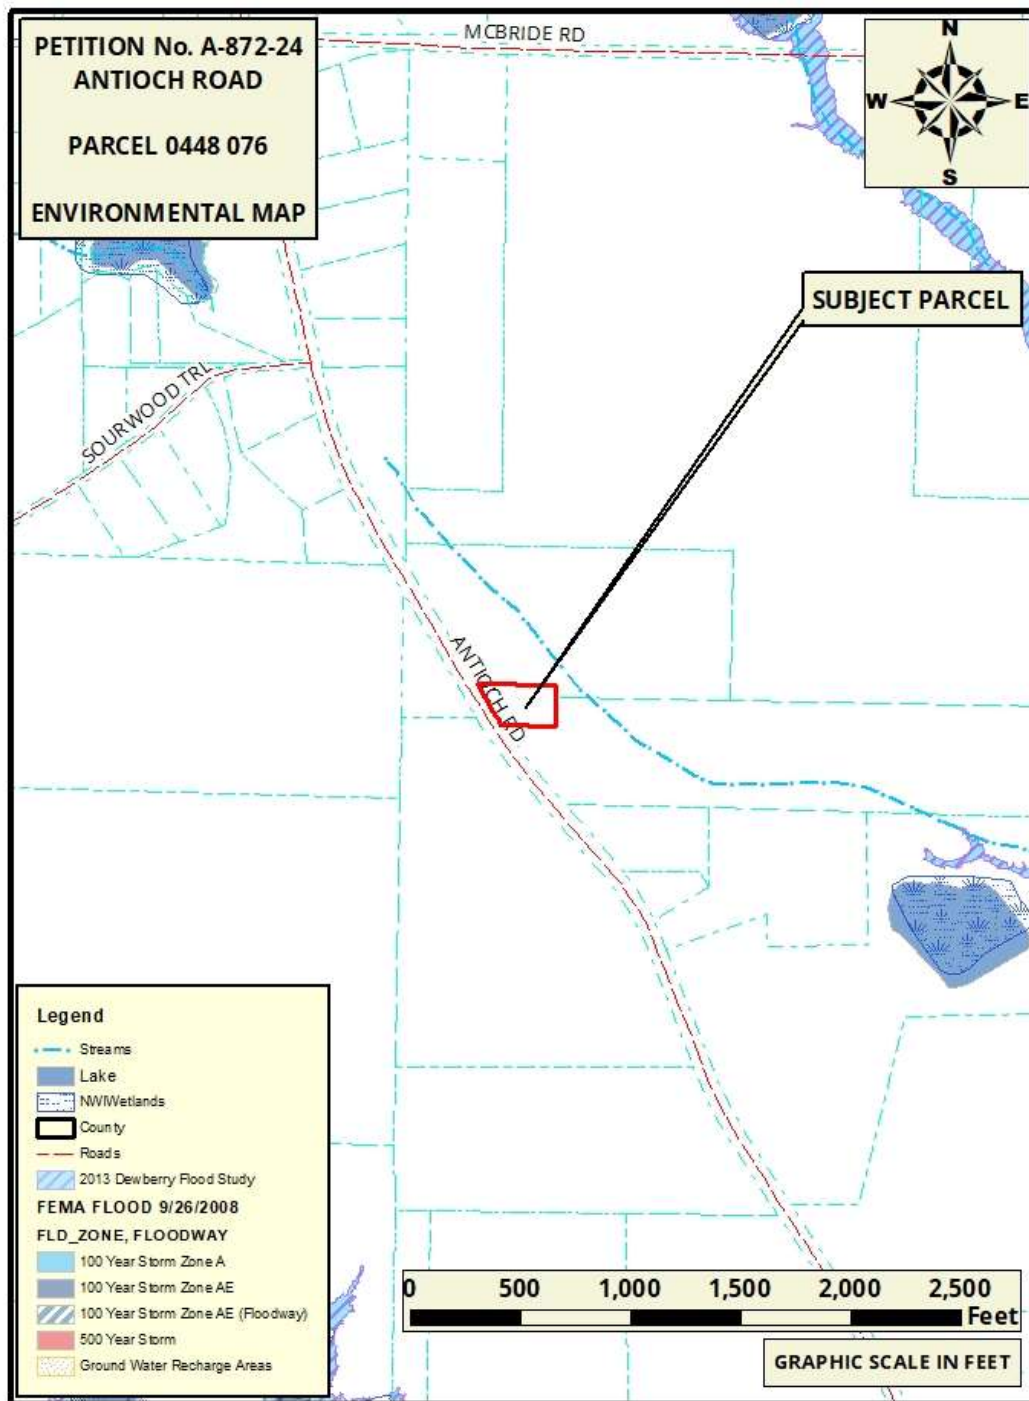 PETITION No. A-872-24
ANTIOCH ROAD
PARCEL 0448 076
ENVIRONMENTAL MAP
MCBRIDE RD
N
W
E
S
SUBJECT PARCEL
SOURWOOD TRL
ANTIOCH RD
Legend
Streams
Lake
NWIWetlands
County
Roads
2013 Dewberry Flood Study
FEMA FLOOD 9/26/2008
FLD_ZONE, FLOODWAY
100 Year Storm Zone A
100 Year Storm Zone AE
100 Year Storm Zone AE (Floodway)
500 Year Storm
Ground Water Recharge Areas
0 500 1,000 1,500 2,000 2,500
Feet
GRAPHIC SCALE IN FEET